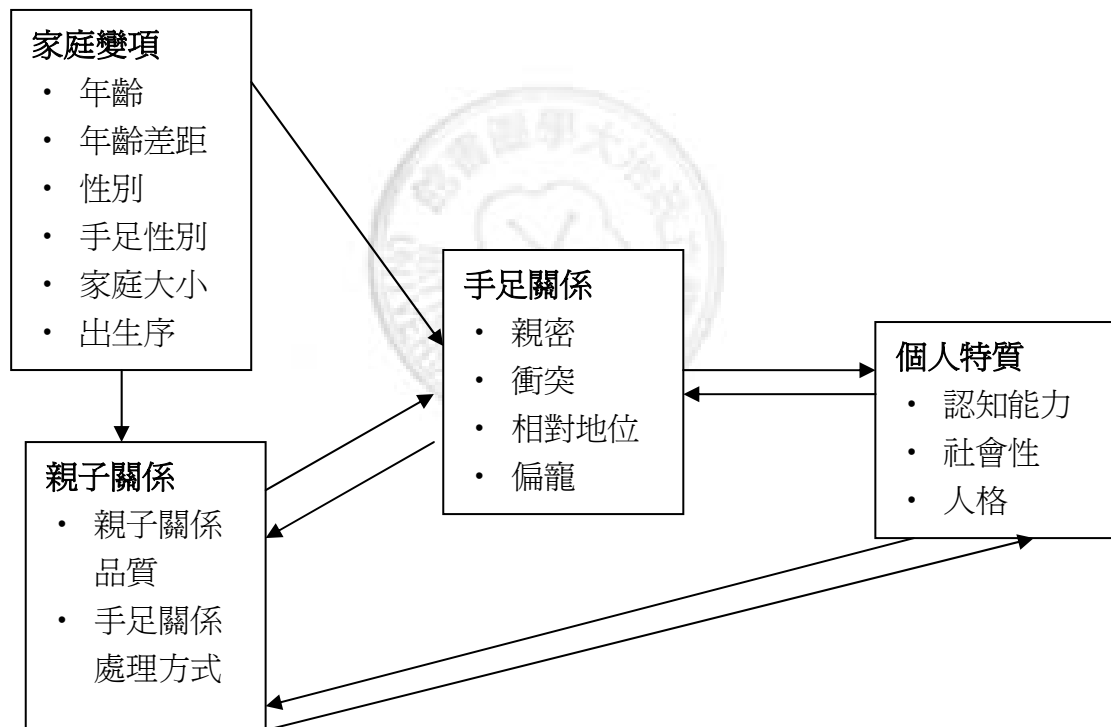 家庭變項
・ 年齡
・ 年齡差距
・ 性別
・ 手足性別
・ 家庭大小
・ 出生序
手足關係
・ 親密
・ 衝突
・ 相對地位
・ 偏寵
個人特質
・ 認知能力
・ 社會性
・ 人格
親子關係
・ 親子關係
品質
・ 手足關係
處理方式